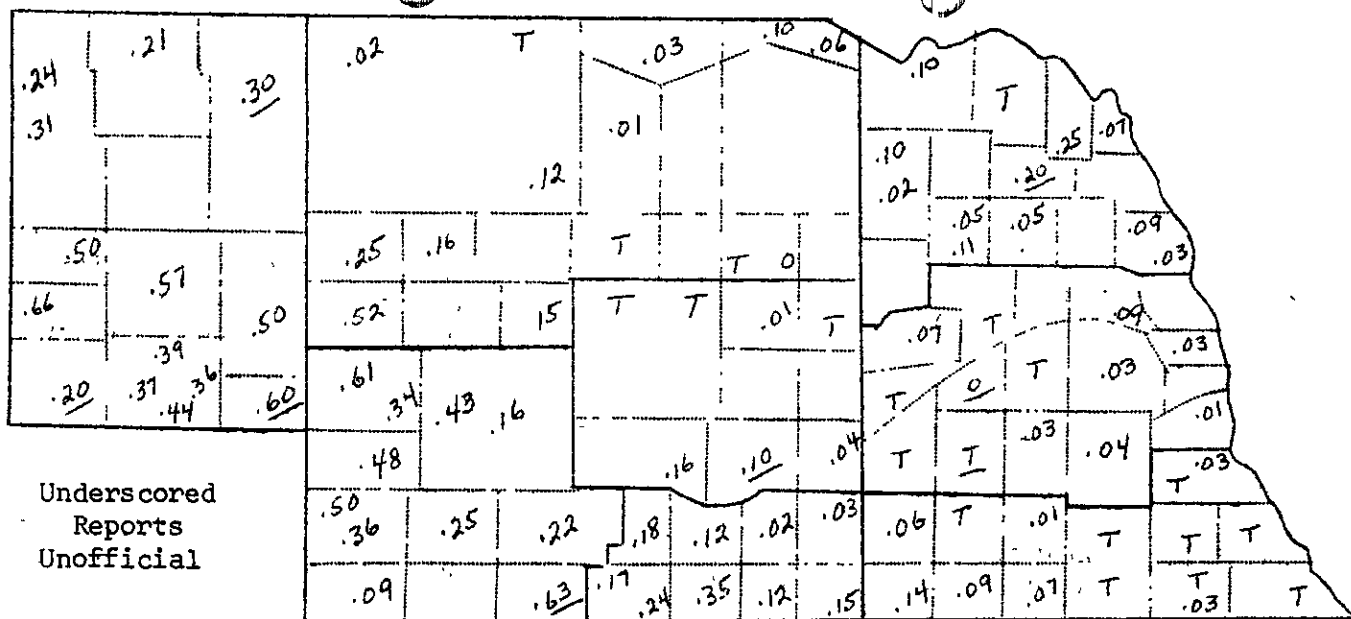 .02 T .03 .10 .06
.24 .21 .30 .10 T .25 .07
.31 .01
.12 .10 .20
.02
.05 .05 .09
.50 .25 .16 T T 0 .11 .03
.57
.66 .50 .52 15 T T .01 T .07 T .09
.39 .03
.61 T .03
.20 .37 .36 .60 .34 .43 .16 T 0 .01
.44 .03
.48 .16 .10 .04 T T .04 .03
T
Underscored
Reports
Unofficial
.50 .36 .25 .22 .18 .12 .02 .03 .06 T .01 T T T
.09 .63 .17 .24 .35 .12 .15 .14 .09 .07 T T .03 T